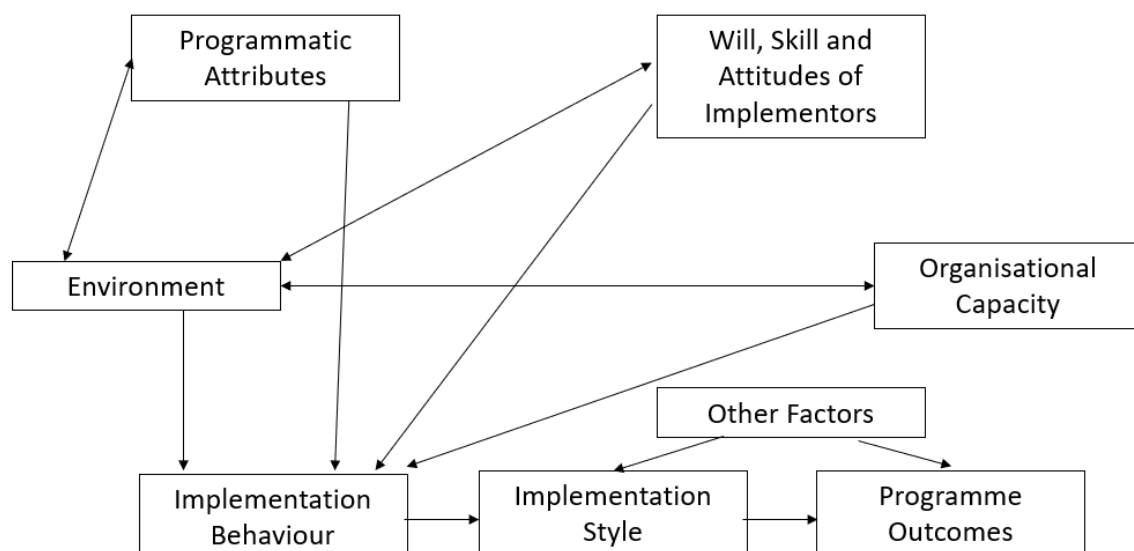 Programmatic
Attributes
Will, Skill and
Attitudes of
Implementors
Environment
Organisational
Capacity
Other Factors
Implementation
Behaviour
Implementation
Style
Programme
Outcomes